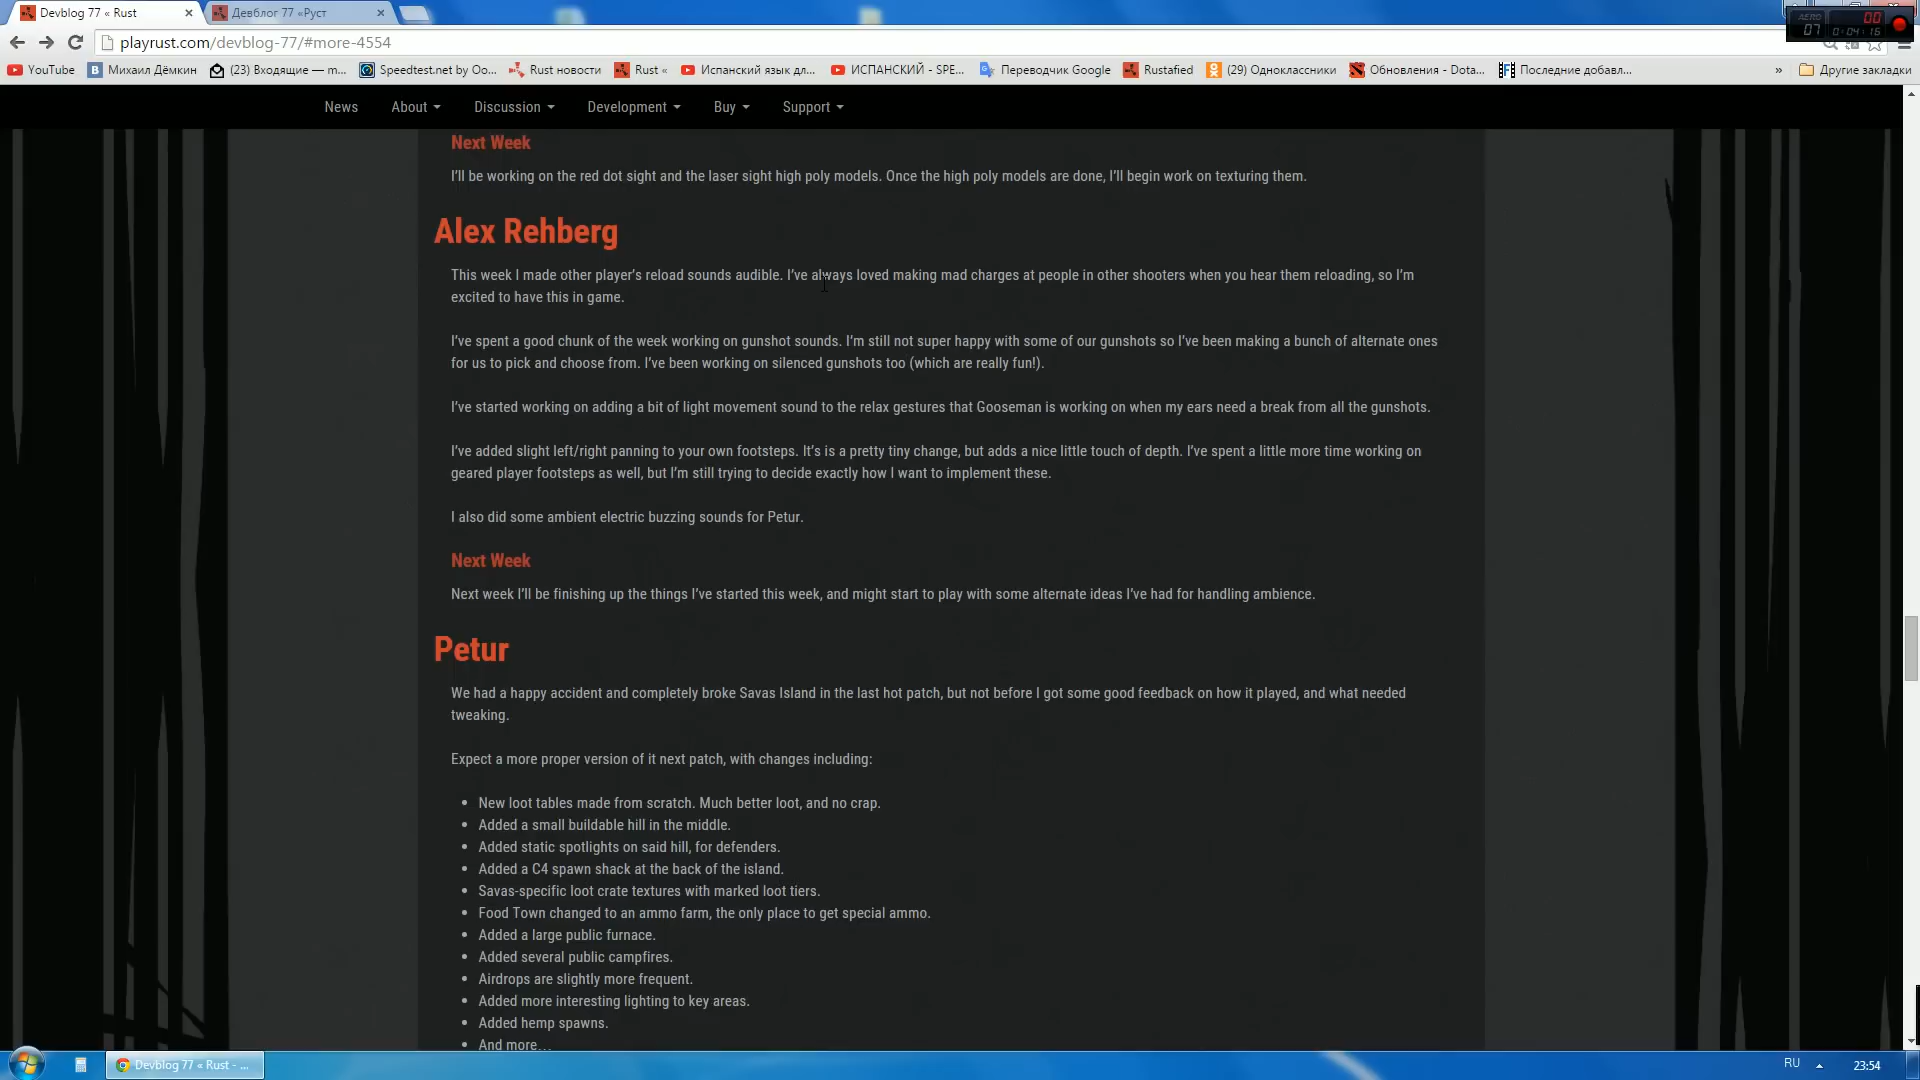 Devblog 77 « Rust
Девблог 77 «Руст
AERO
07
00
0:04:16
playrust.com/devblog-77/#more-4554
YouTube
Михаил Дёмкин
(23) Входящие — m...
Speedtest.net by Oo...
Rust новости
Rust «
Испанский язык дл...
ИСПАНСКИЙ - SPE...
Переводчик Google
Rustafied
(29) Одноклассники
Обновления - Dota...
Последние добавл...
»
Другие закладки
News About Discussion Development Buy Support
Next Week
I'll be working on the red dot sight and the laser sight high poly models. Once the high poly models are done, I'll begin work on texturing them.
Alex Rehberg
This week I made other player's reload sounds audible. I've always loved making mad charges at people in other shooters when you hear them reloading, so I'm
excited to have this in game.
I've spent a good chunk of the week working on gunshot sounds. I'm still not super happy with some of our gunshots so I've been making a bunch of alternate ones
for us to pick and choose from. I've been working on silenced gunshots too (which are really fun!).
I've started working on adding a bit of light movement sound to the relax gestures that Gooseman is working on when my ears need a break from all the gunshots.
I've added slight left/right panning to your own footsteps. It's is a pretty tiny change, but adds a nice little touch of depth. I've spent a little more time working on
geared player footsteps as well, but I'm still trying to decide exactly how I want to implement these.
I also did some ambient electric buzzing sounds for Petur.
Next Week
Next week I'll be finishing up the things I've started this week, and might start to play with some alternate ideas I've had for handling ambience.
Petur
We had a happy accident and completely broke Savas Island in the last hot patch, but not before I got some good feedback on how it played, and what needed
tweaking.
Expect a more proper version of it next patch, with changes including:
• New loot tables made from scratch. Much better loot, and no crap.
• Added a small buildable hill in the middle.
• Added static spotlights on said hill, for defenders.
• Added a C4 spawn shack at the back of the island.
• Savas-specific loot crate textures with marked loot tiers.
• Food Town changed to an ammo farm, the only place to get special ammo.
• Added a large public furnace.
• Added several public campfires.
• Airdrops are slightly more frequent.
• Added more interesting lighting to key areas.
• Added hemp spawns.
• And more...
Devblog 77 « Rust - ...
RU
23:54